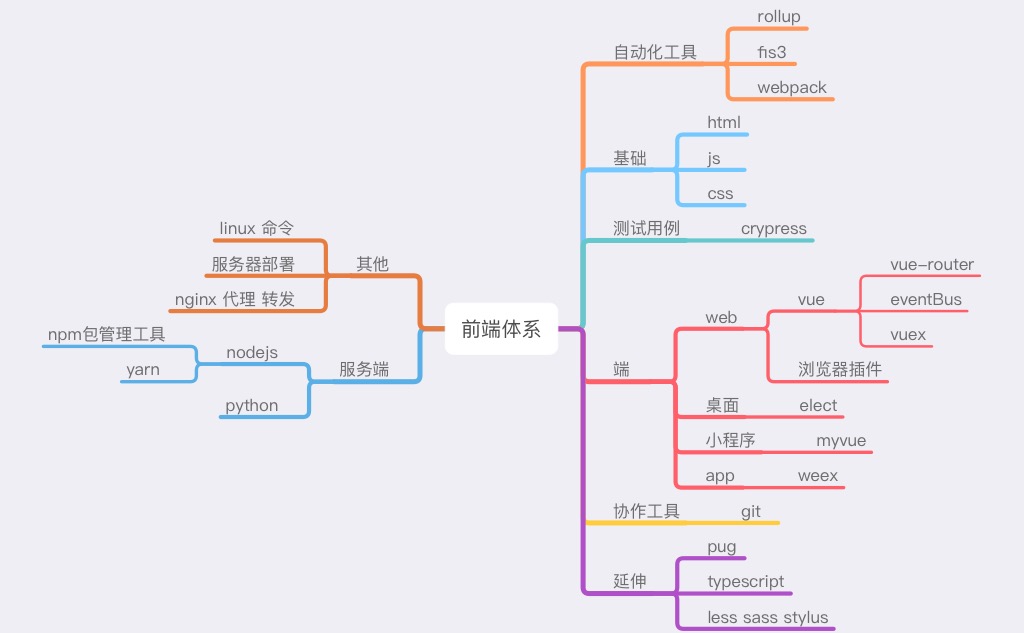 前端体系
自动化工具
rollup
fis3
webpack
基础
html
js
css
测试用例
crypress
端
web
vue
vue-router
eventBus
vuex
浏览器插件
桌面
elect
小程序
myvue
app
weex
协作工具
git
延伸
pug
typescript
less sass stylus
其他
linux 命令
服务器部署
nginx 代理 转发
服务端
nodejs
npm包管理工具
yarn
python